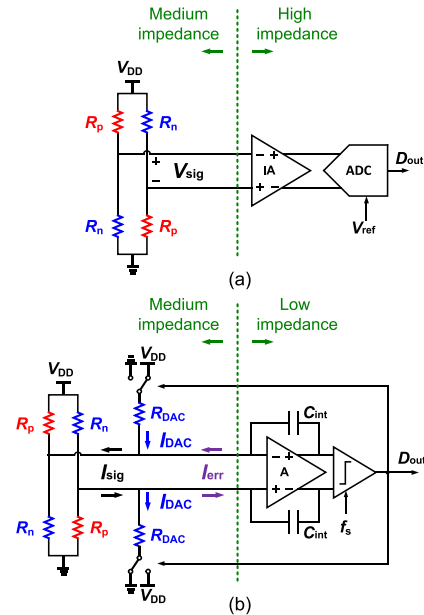 Medium impedance
High impedance
VDD
Rp
Rn
+
Vsig
−
Rn
Rp
− +
IA
+ −
ADC
Dout
Vref
(a)
Medium impedance
Low impedance
VDD
VDD
Rp
Rn
RDAC
IDAC
Cint
Isig
Ierr
− +
A
+ −
Dout
IDAC
Rn
Rp
RDAC
Cint
fs
VDD
(b)